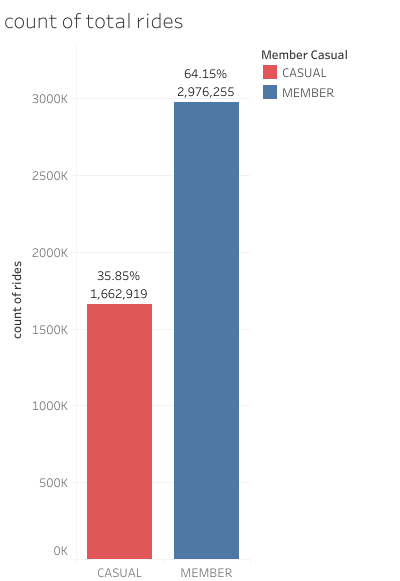 count of total rides
Member Casual
CASUAL
MEMBER
64.15%
2,976,255
35.85%
1,662,919
3000K
2500K
2000K
1500K
1000K
500K
0K
count of rides
CASUAL
MEMBER